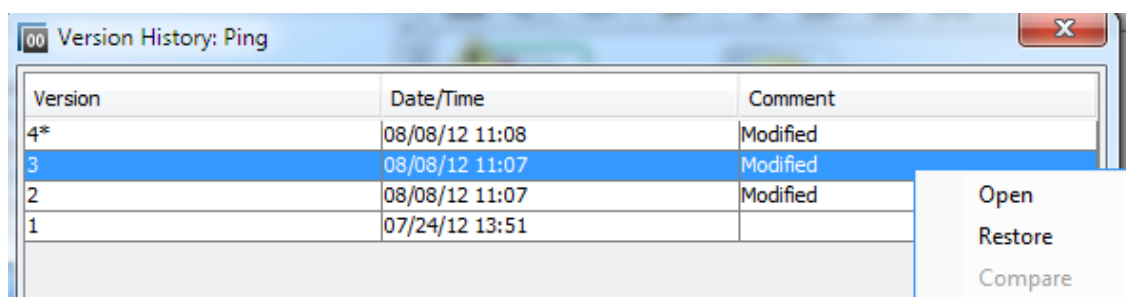 00 Version History: Ping
Version Date/Time Comment
4* 08/08/12 11:08 Modified
3 08/08/12 11:07 Modified
2 08/08/12 11:07 Modified
1 07/24/12 13:51
Open
Restore
Compare